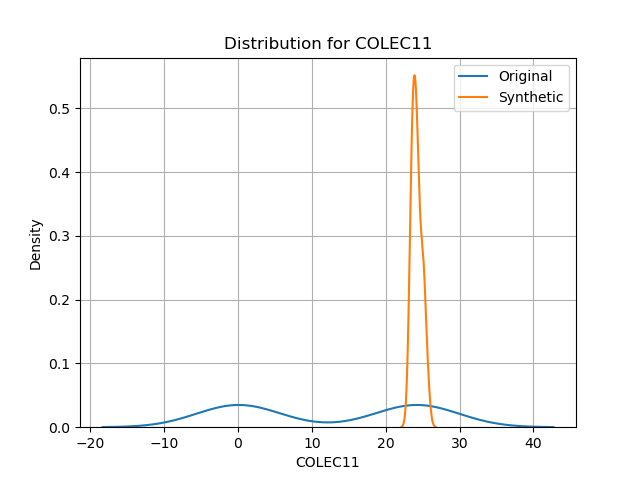 Distribution for COLEC11
Original
Synthetic
Density
0.5
0.4
0.3
0.2
0.1
0.0
−20 −10 0 10 20 30 40
COLEC11